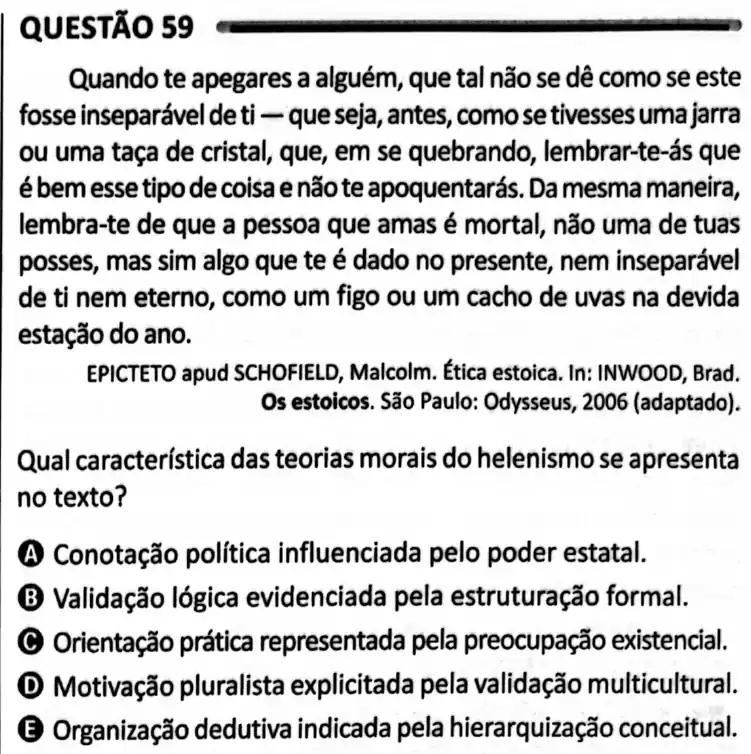 QUESTÃO 59
Quando te apegares a alguém, que tal não se dê como se este
fosse inseparável de ti — que seja, antes, como se tivesses uma jarra
ou uma taça de cristal, que, em se quebrando, lembrar-te-ás que
é bem esse tipo de coisa e não te apoquentarás. Da mesma maneira,
lembra-te de que a pessoa que amas é mortal, não uma de tuas
posses, mas sim algo que te é dado no presente, nem inseparável
de ti nem eterno, como um figo ou um cacho de uvas na devida
estação do ano.
EPICTETO apud SCHOFIELD, Malcolm. Ética estoica. In: INWOOD, Brad.
Os estoicos. São Paulo: Odysseus, 2006 (adaptado).
Qual característica das teorias morais do helenismo se apresenta
no texto?
A Conotação política influenciada pelo poder estatal.
B Validação lógica evidenciada pela estruturação formal.
C Orientação prática representada pela preocupação existencial.
D Motivação pluralista explicitada pela validação multicultural.
E Organização dedutiva indicada pela hierarquização conceitual.